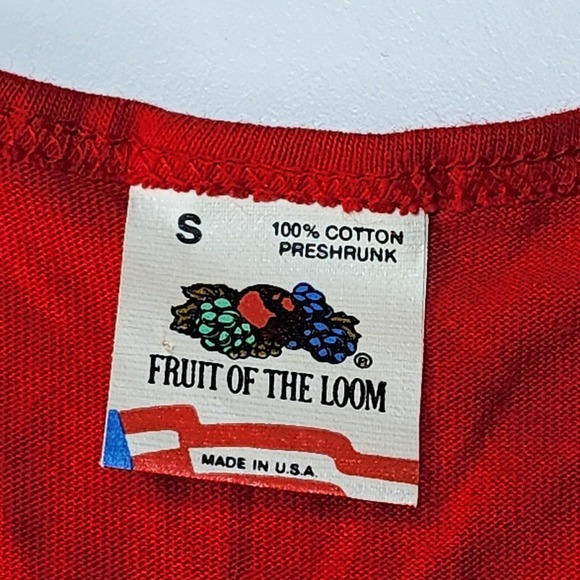 S
100% COTTON
PRESHRUNK
®
FRUIT OF THE LOOM
MADE IN U.S.A.